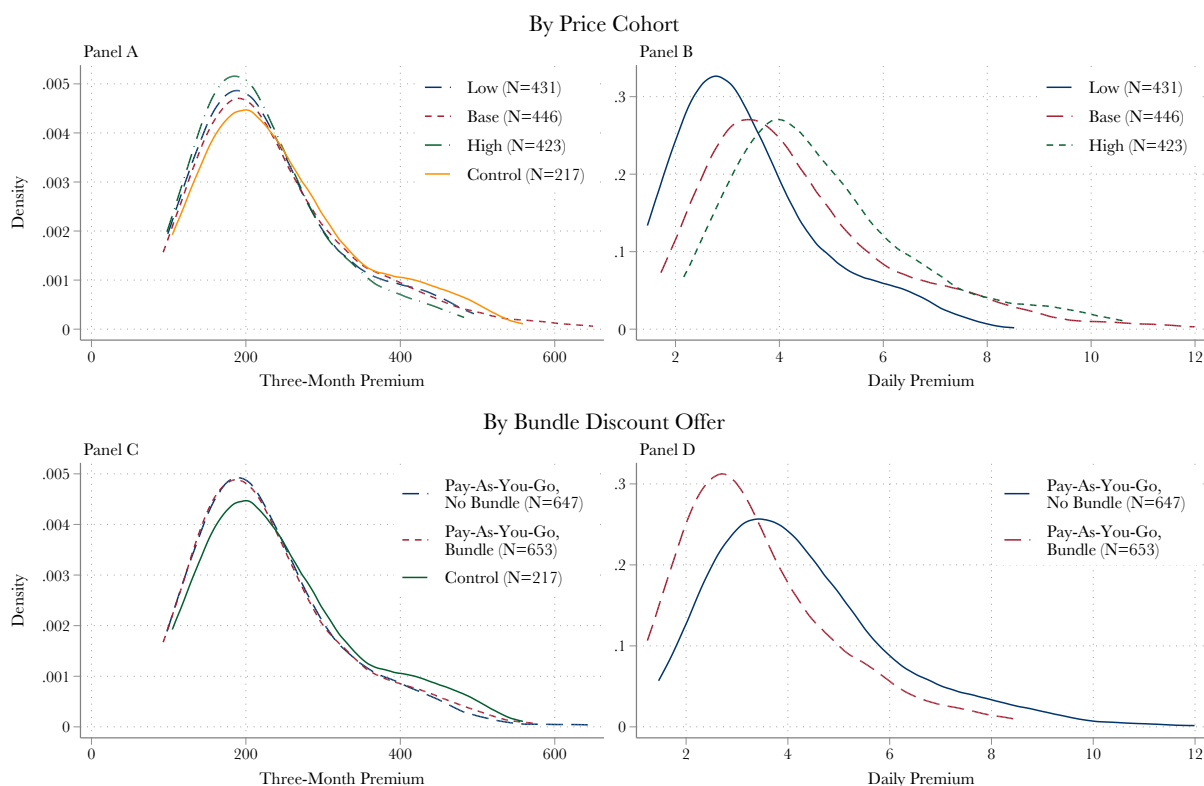 By Price Cohort
Panel A
Density
.005
.004
.003
.002
.001
0
0
200
400
600
Three-Month Premium
Low (N=431)
Base (N=446)
High (N=423)
Control (N=217)
Panel B
.3
.2
.1
0
2
4
6
8
10
12
Daily Premium
Low (N=431)
Base (N=446)
High (N=423)
By Bundle Discount Offer
Panel C
Density
.005
.004
.003
.002
.001
0
0
200
400
600
Three-Month Premium
Pay-As-You-Go,
No Bundle (N=647)
Pay-As-You-Go,
Bundle (N=653)
Control (N=217)
Panel D
.3
.2
.1
0
2
4
6
8
10
12
Daily Premium
Pay-As-You-Go,
No Bundle (N=647)
Pay-As-You-Go,
Bundle (N=653)